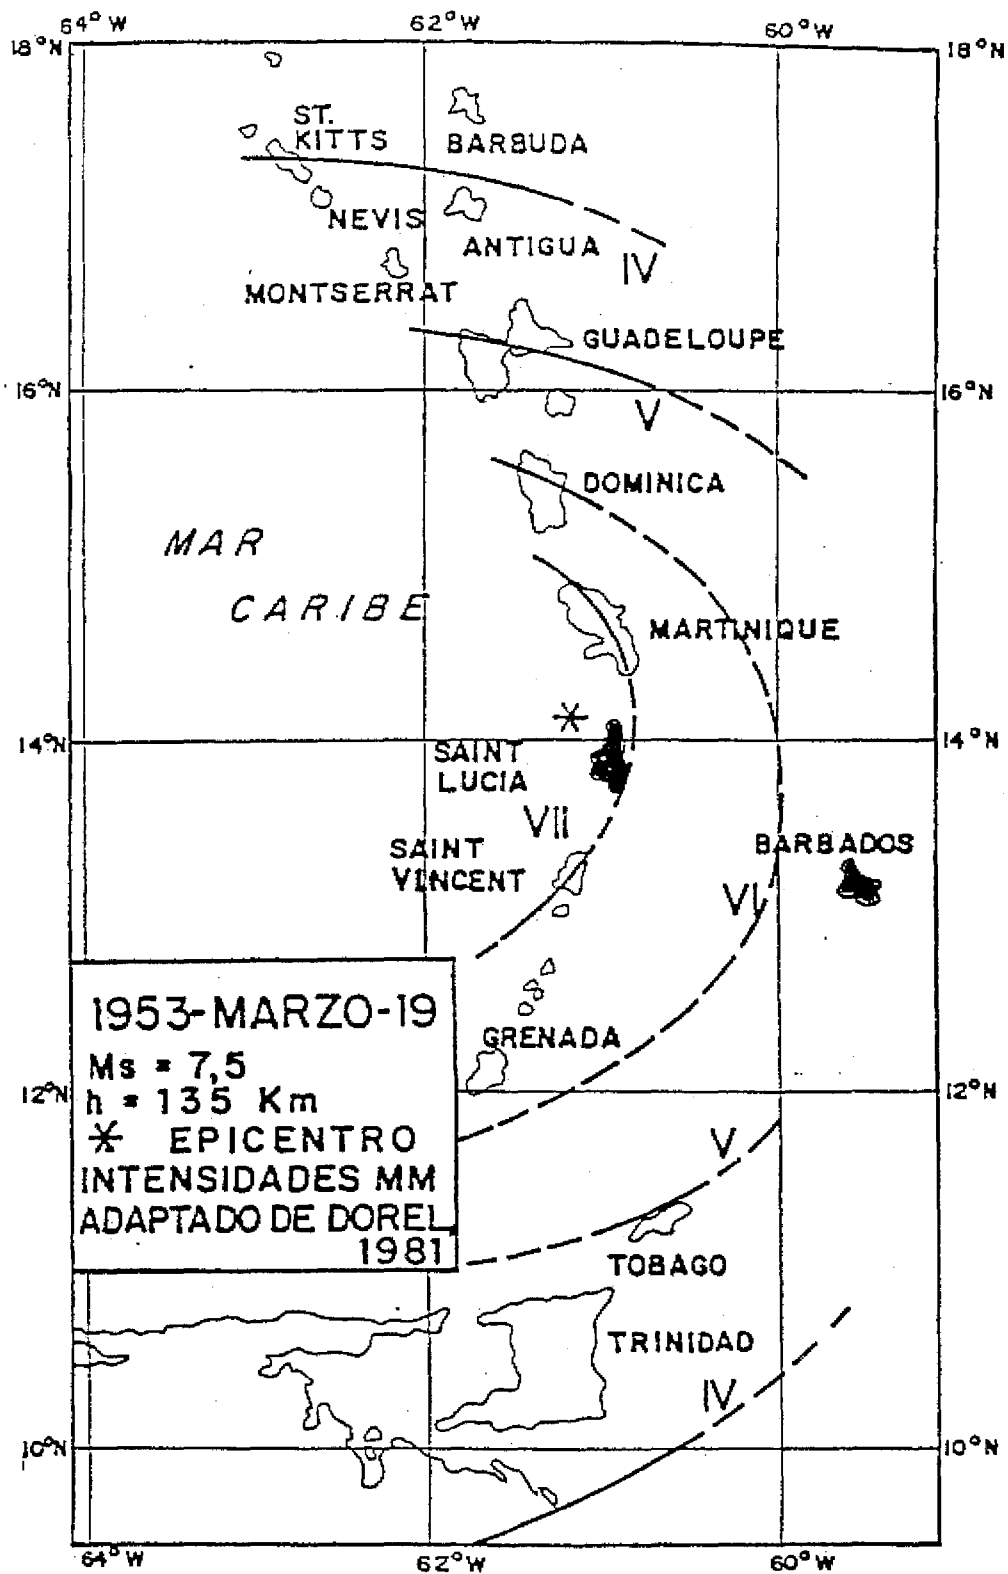 64°W 62°W 60°W
18°N 18°N
ST.
KITTS
BARBUDA
NEVIS
ANTIGUA
IV
MONTSERRAT
GUADELOUPE
16°N 16°N
V
DOMINICA
MAR
CARIBE
MARTINIQUE
14°N 14°N
SAINT
LUCIA
VII
BARBADOS
SAINT
VINCENT
VI
1953-MARZO-19
Ms = 7,5
h = 135 Km
* EPICENTRO
INTENSIDADES MM
ADAPTADO DE DOREL,
1981
GRENADA
12°N 12°N
V
TOBAGO
TRINIDAD
IV
10°N 10°N
64°W 62°W 60°W